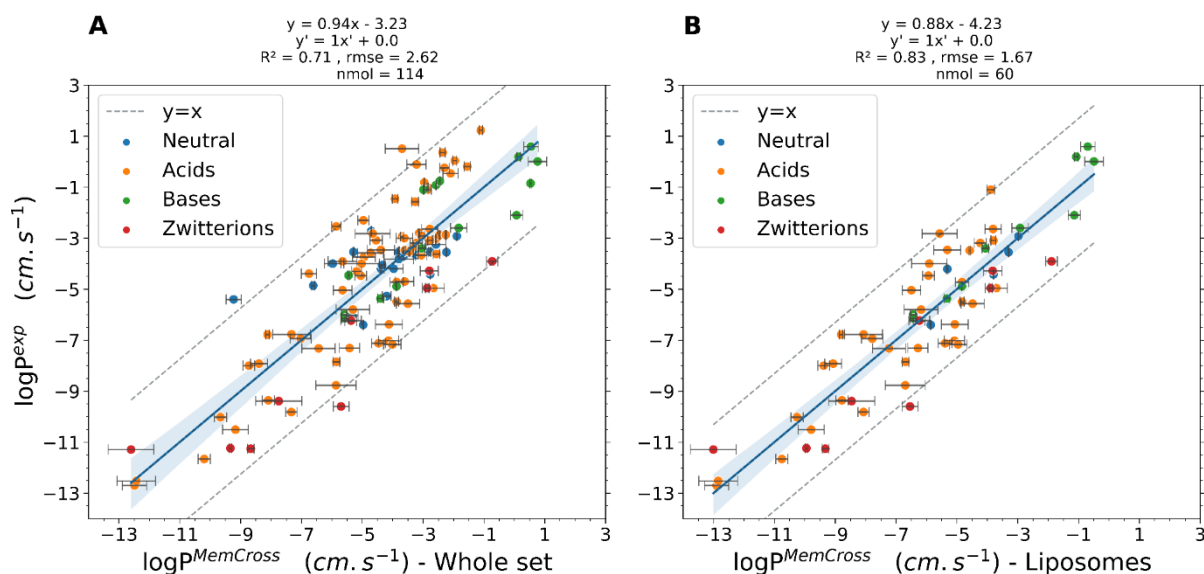 A
y = 0.94x - 3.23
y' = 1x' + 0.0
R² = 0.71 , rmse = 2.62
nmol = 114
3
1
−1
−3
−5
−7
−9
−11
−13
logP^exp (cm.s⁻¹)
y=x
Neutral
Acids
Bases
Zwitterions
−13 −11 −9 −7 −5 −3 −1 1 3
logP^MemCross (cm.s⁻¹) - Whole set
B
y = 0.88x - 4.23
y' = 1x' + 0.0
R² = 0.83 , rmse = 1.67
nmol = 60
3
1
−1
−3
−5
−7
−9
−11
−13
y=x
Neutral
Acids
Bases
Zwitterions
−13 −11 −9 −7 −5 −3 −1 1 3
logP^MemCross (cm.s⁻¹) - Liposomes